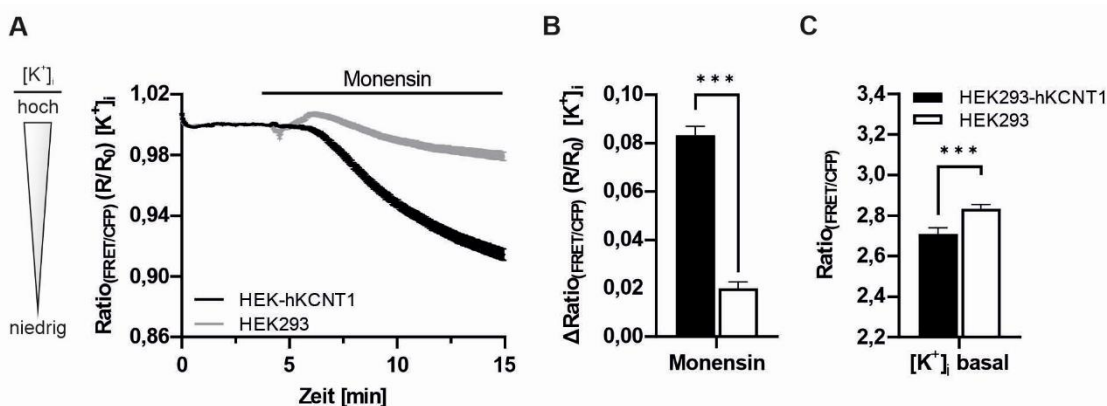 A
[K⁺]ᵢ
hoch
niedrig
Ratio(FRET/CFP) (R/R₀) [K⁺]ᵢ
1,02
0,98
0,94
0,90
0,86
Monensin
HEK-hKCNT1
HEK293
0
5
10
15
Zeit [min]
B
ΔRatio(FRET/CFP) (R/R₀) [K⁺]ᵢ
0,10
0,08
0,06
0,04
0,02
0,00
***
Monensin
C
Ratio(FRET/CFP)
3,4
3,2
3,0
2,8
2,6
2,4
2,2
***
HEK293-hKCNT1
HEK293
[K⁺]ᵢ basal